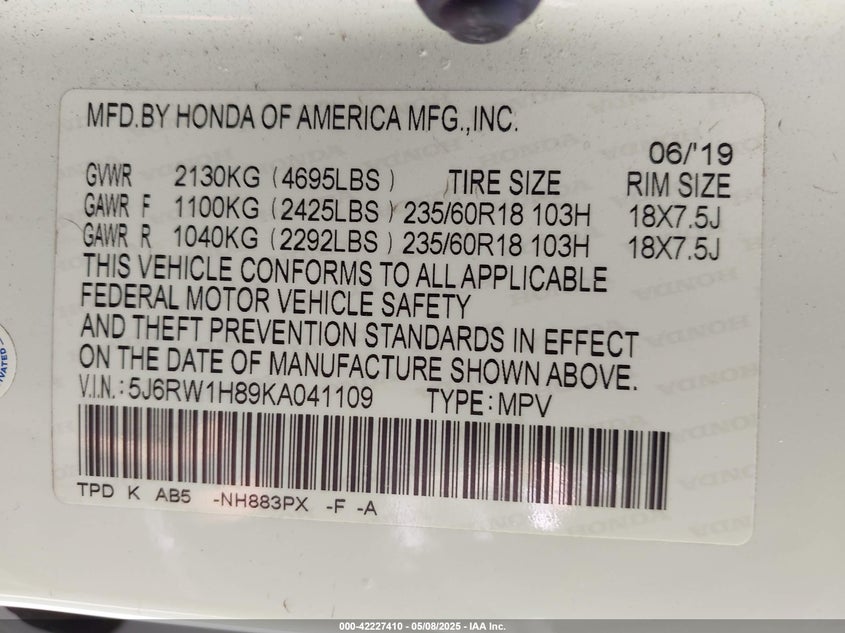 MFD.BY HONDA OF AMERICA MFG.,INC.
06/'19
GVWR 2130KG (4695LBS) TIRE SIZE RIM SIZE
GAWR F 1100KG (2425LBS) 235/60R18 103H 18X7.5J
GAWR R 1040KG (2292LBS) 235/60R18 103H 18X7.5J
THIS VEHICLE CONFORMS TO ALL APPLICABLE
FEDERAL MOTOR VEHICLE SAFETY
AND THEFT PREVENTION STANDARDS IN EFFECT
ON THE DATE OF MANUFACTURE SHOWN ABOVE.
V.I.N.: 5J6RW1H89KA041109 TYPE: MPV
TPD K AB5 -NH883PX -F -A
000-42227410 - 05/08/2025 - IAA Inc.